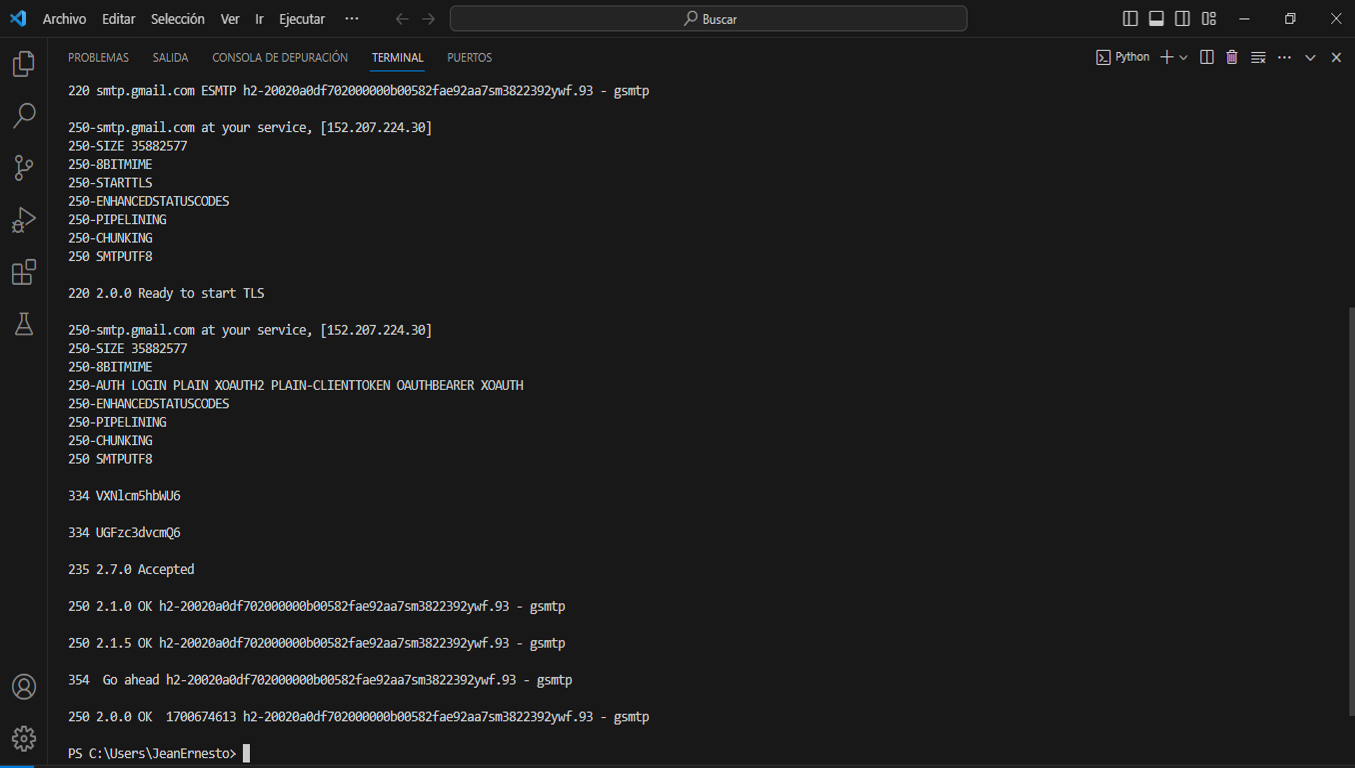 Archivo Editar Selección Ver Ir Ejecutar ··· Buscar
PROBLEMAS SALIDA CONSOLA DE DEPURACIÓN TERMINAL PUERTOS Python
220 smtp.gmail.com ESMTP h2-20020a0df702000000b00582fae92aa7sm3822392ywf.93 - gsmtp
250-smtp.gmail.com at your service, [152.207.224.30]
250-SIZE 35882577
250-8BITMIME
250-STARTTLS
250-ENHANCEDSTATUSCODES
250-PIPELINING
250-CHUNKING
250 SMTPUTF8
220 2.0.0 Ready to start TLS
250-smtp.gmail.com at your service, [152.207.224.30]
250-SIZE 35882577
250-8BITMIME
250-AUTH LOGIN PLAIN XOAUTH2 PLAIN-CLIENTTOKEN OAUTHBEARER XOAUTH
250-ENHANCEDSTATUSCODES
250-PIPELINING
250-CHUNKING
250 SMTPUTF8
334 VXNlcm5hbWU6
334 UGFzc3dvcmQ6
235 2.7.0 Accepted
250 2.1.0 OK h2-20020a0df702000000b00582fae92aa7sm3822392ywf.93 - gsmtp
250 2.1.5 OK h2-20020a0df702000000b00582fae92aa7sm3822392ywf.93 - gsmtp
354  Go ahead h2-20020a0df702000000b00582fae92aa7sm3822392ywf.93 - gsmtp
250 2.0.0 OK  1700674613 h2-20020a0df702000000b00582fae92aa7sm3822392ywf.93 - gsmtp
PS C:\Users\JeanErnesto>